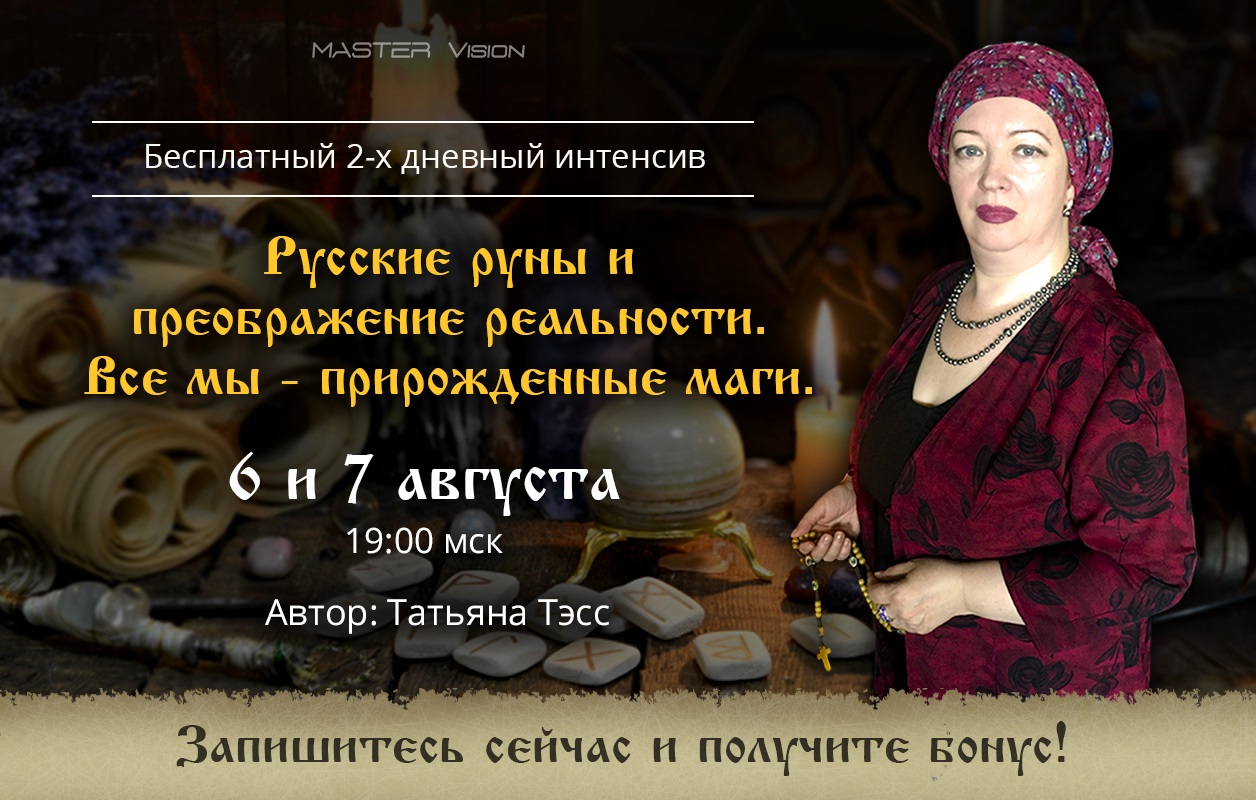 MASTER VISION
Бесплатный 2-х дневный интенсив
Русские руны и
преображение реальности.
Все мы - прирожденные маги.
6 и 7 августа
19:00 мск
Автор: Татьяна Тэсс
Запишитесь сейчас и получите бонус!